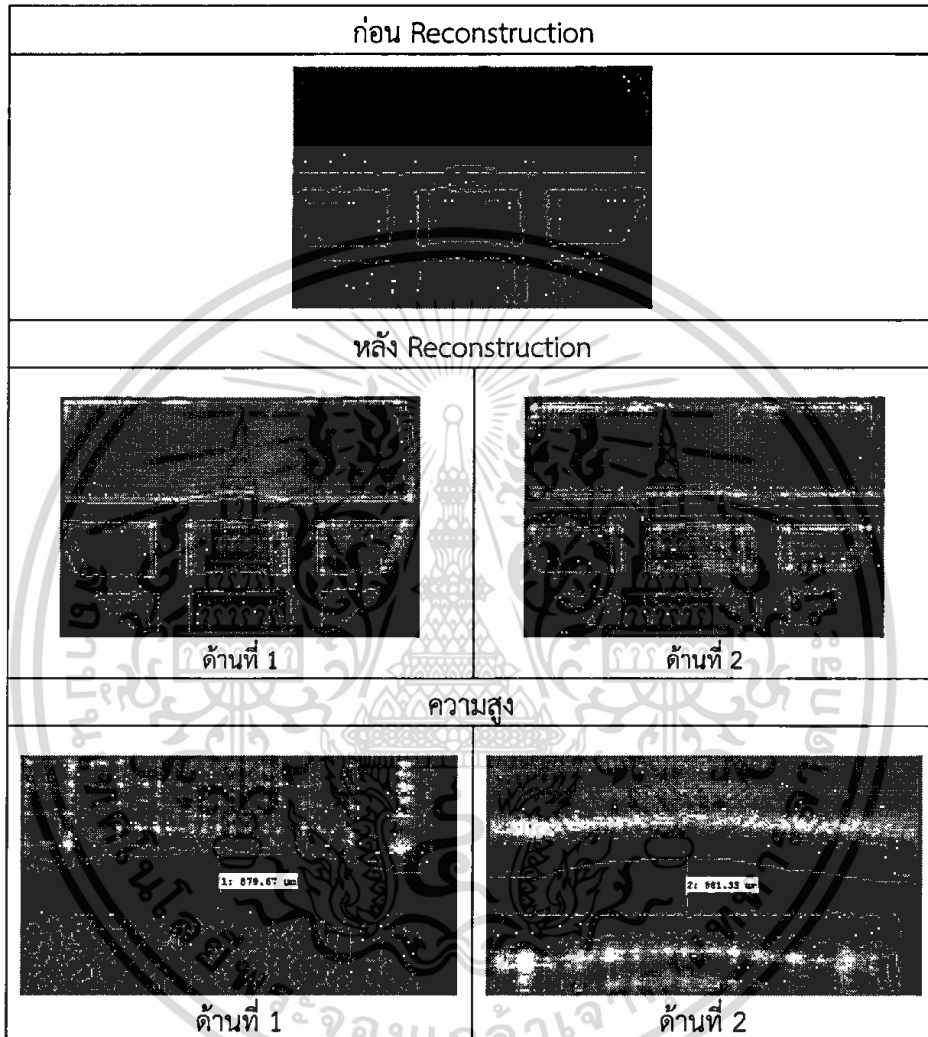 ก่อน Reconstruction
หลัง Reconstruction
ด้านที่ 1
ด้านที่ 2
ความสูง
1: 879.67 um
2: 881.33 um
ด้านที่ 1
ด้านที่ 2